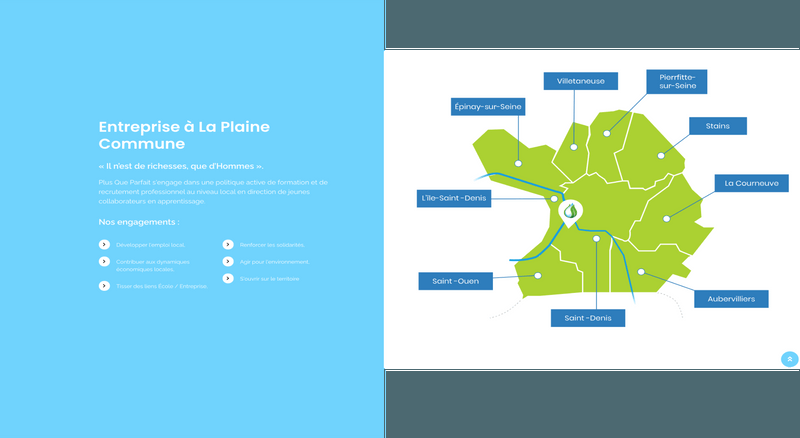 Entreprise à La Plaine
Commune
« Il n'est de richesses, que d'Hommes ».
Plus Que Parfait s'engage dans une politique active de formation et de
recrutement professionnel au niveau local en direction de jeunes
collaborateurs en apprentissage.
Nos engagements :
Développer l'emploi local.
Contribuer aux dynamiques
économiques locales.
Tisser des liens École / Entreprise.
Renforcer les solidarités.
Agir pour l'environnement.
S'ouvrir sur le territoire.
Villetaneuse
Pierrfitte-
sur-Seine
Épinay-sur-Seine
Stains
La Courneuve
L'île-Saint-Denis
Saint-Ouen
Aubervilliers
Saint-Denis